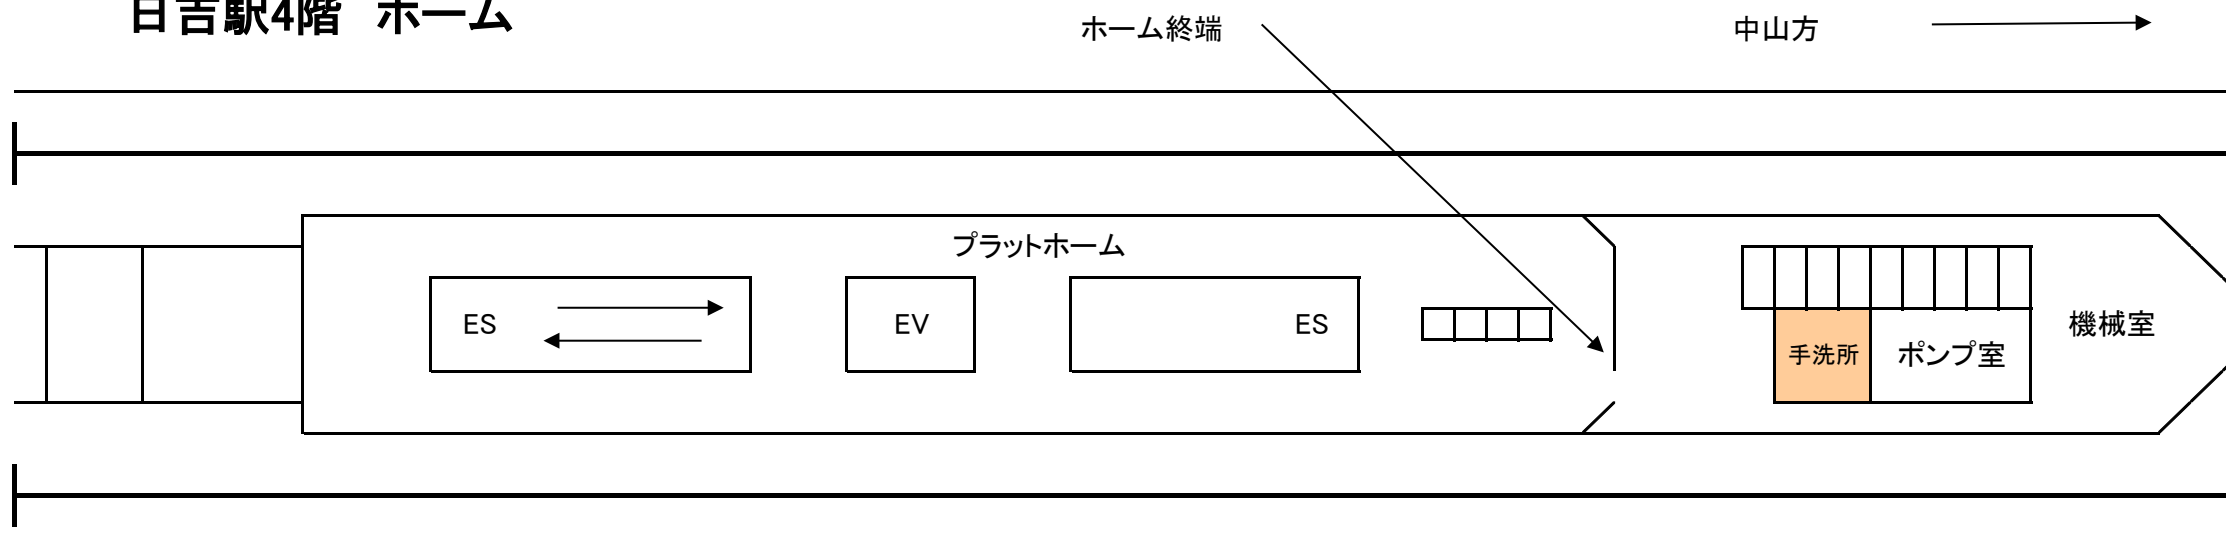 日吉駅4階　ホーム
ホーム終端
中山方
プラットホーム
ES
EV
ES
手洗所
ポンプ室
機械室